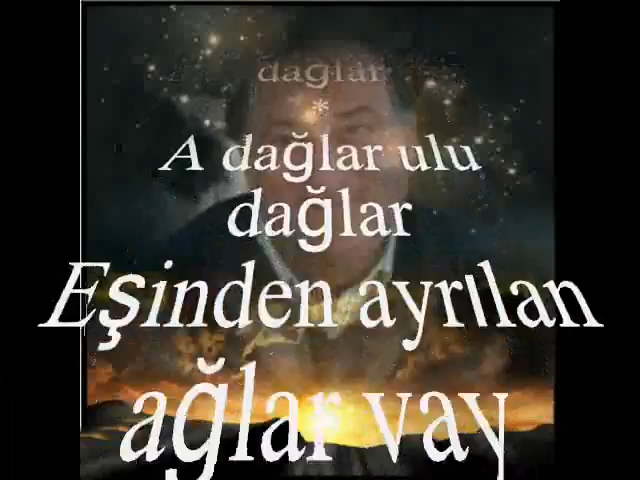 dağlar
*
A dağlar ulu
dağlar
Eşinden ayrılan
ağlar vay